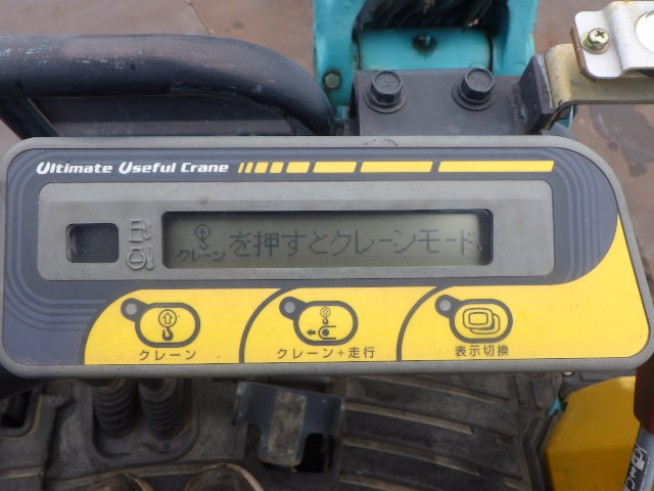 Ultimate Useful Crane
クレーン
を押すとクレーンモード
クレーン
クレーン+走行
表示切換